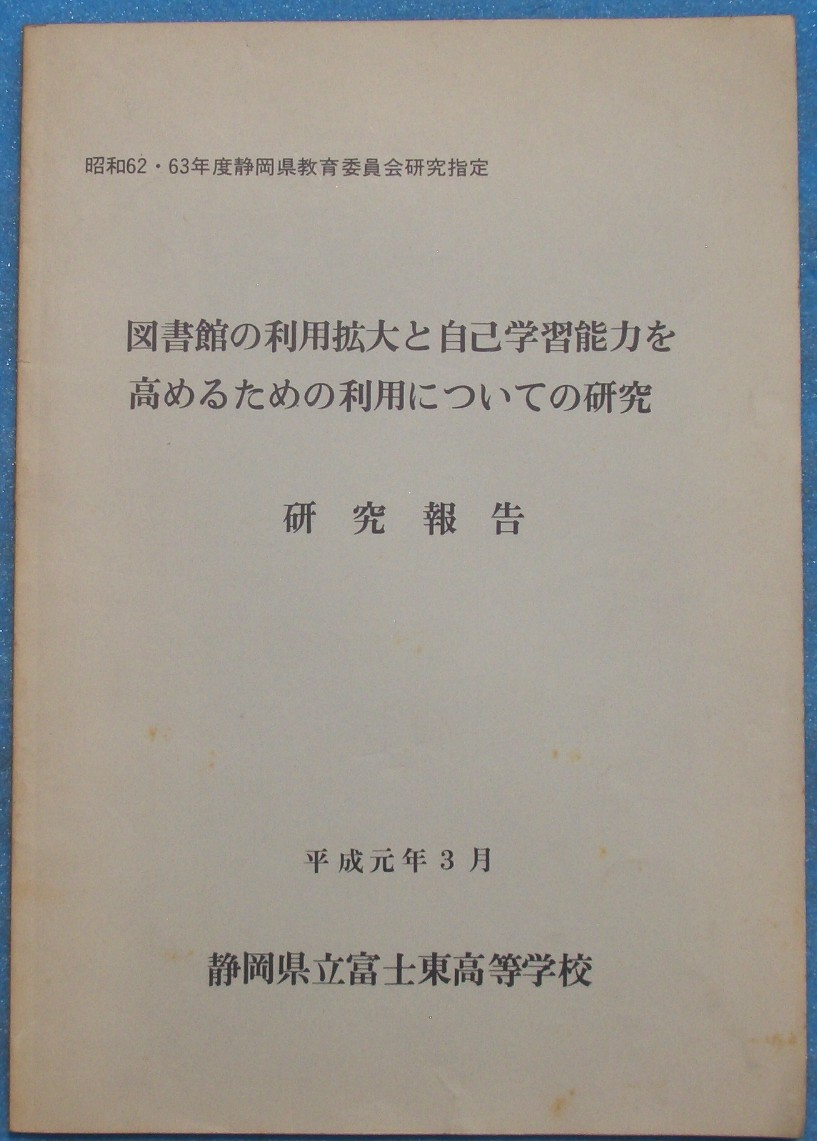 昭和62・63年度静岡県教育委員会研究指定
図書館の利用拡大と自己学習能力を
高めるための利用についての研究
研究報告
平成元年3月
静岡県立富士東高等学校